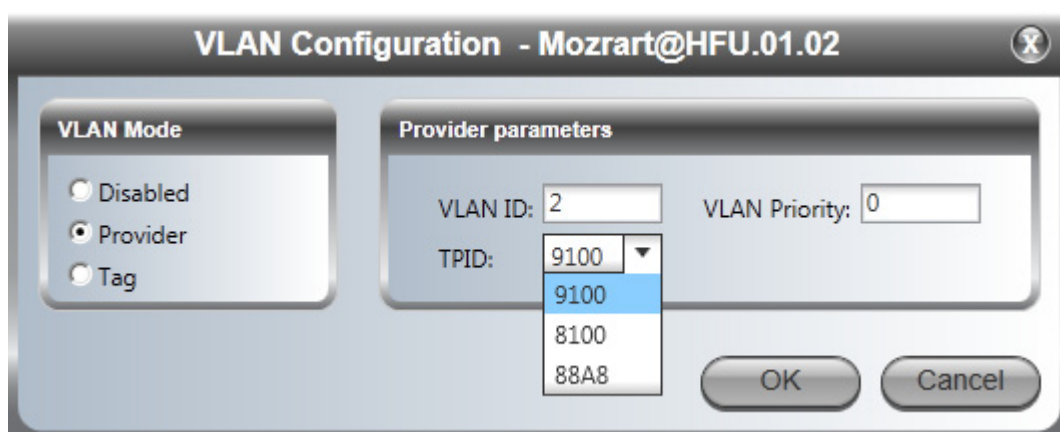 VLAN Configuration - Mozrart@HFU.01.02
X
VLAN Mode
Disabled
Provider
Tag
Provider parameters
VLAN ID: 2 VLAN Priority: 0
TPID: 9100
9100
8100
88A8
OK Cancel